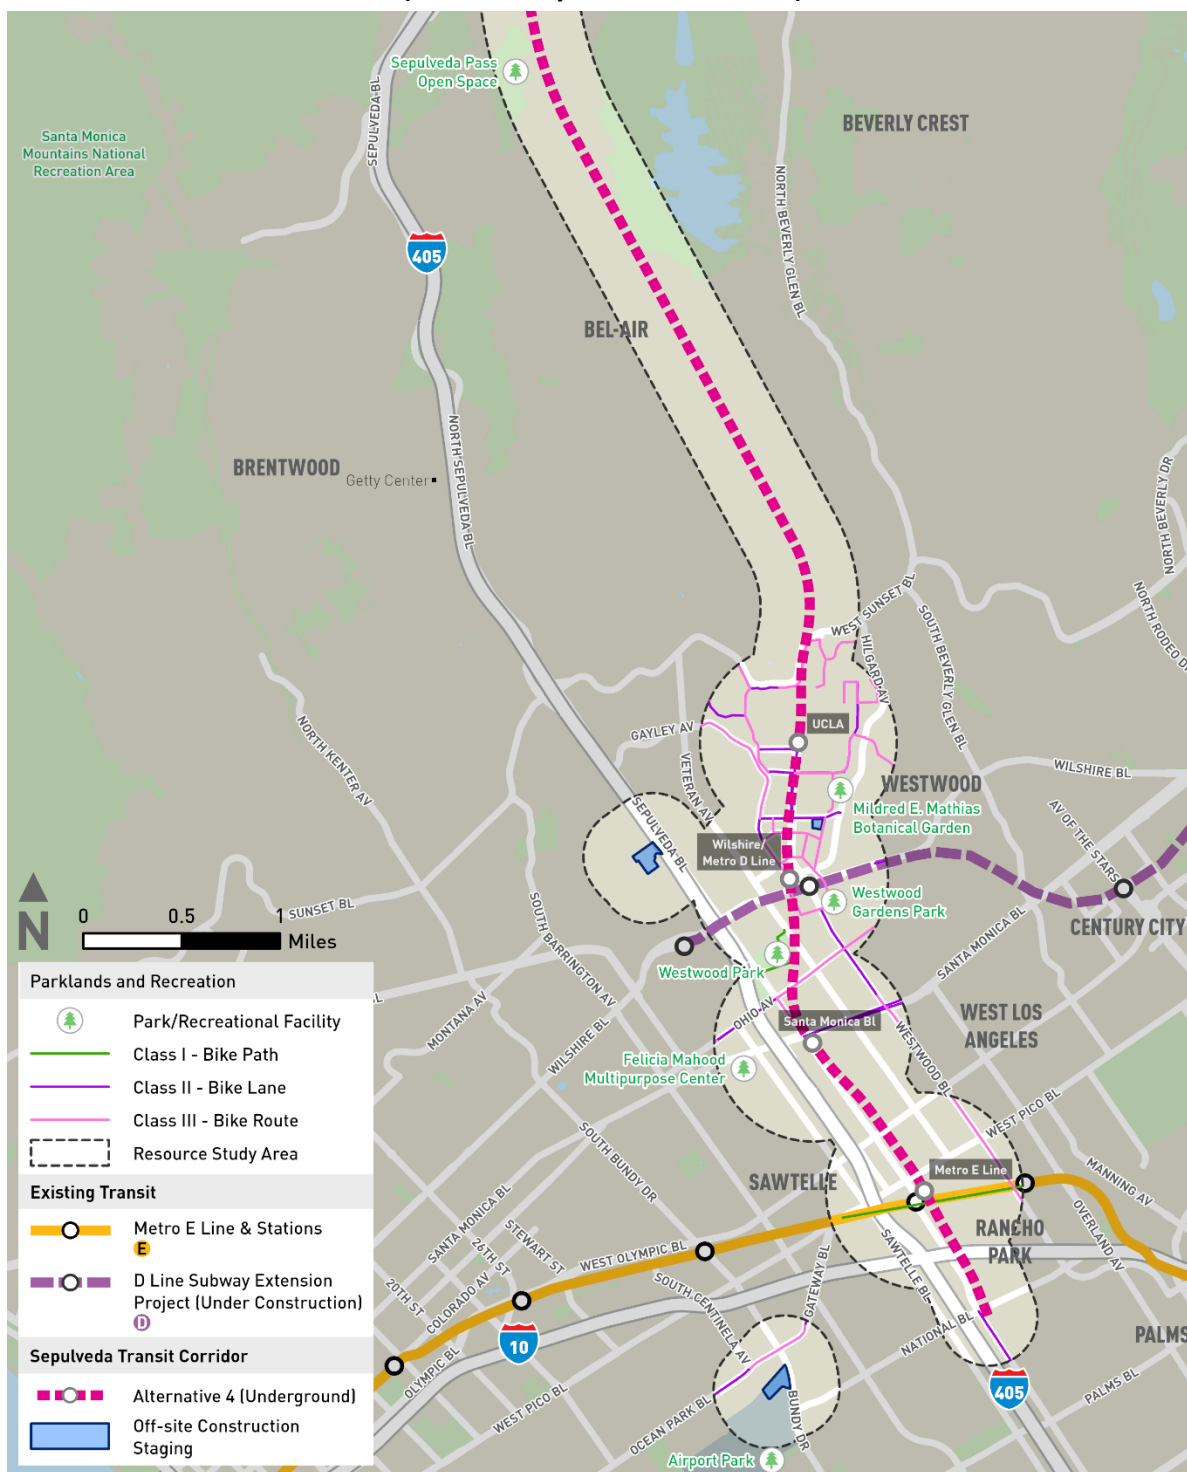 Sepulveda Pass
Open Space
SEPULVEDA BL
Santa Monica
Mountains National
Recreation Area
BEVERLY CREST
NORTH BEVERLY GLEN BL
405
BEL-AIR
BRENTWOOD
Getty Center
NORTH SEPULVEDA BL
NORTH BEVERLY DR
NORTH RODEO D
WEST SUNSET BL
HILGARD AV
SOUTH BEVERLY GLEN BL
NORTH KENTER AV
GAYLEY AV
VETERAN AV
UCLA
WESTWOOD
WILSHIRE BL
AV OF THE STARS
Mildred E. Mathias
Botanical Garden
SEPULVEDA BL
Wilshire/
Metro D Line
Westwood
Gardens Park
CENTURY CITY
SANTA MONICA BL
SUNSET BL
SOUTH BARRINGTON AV
Westwood Park
N
0 0.5 1
Miles
MONTANA AV
WILSHIRE BL
OHIO AV
Santa Monica Bl
WEST LOS
ANGELES
WESTWOOD BL
Felicia Mahood
Multipurpose Center
SOUTH BUNDY DR
WEST PICO BL
SAWTELLE
Metro E Line
MANNING AV
OVERLAND AV
RANCHO
PARK
SANTA MONICA BL
26TH ST
STEWART ST
WEST OLYMPIC BL
20TH ST
COLORADO AV
OLYMPIC BL
SOUTH CENTINELA AV
GATEWAY BL
SAWTELLE BL
NATIONAL BL
10
WEST PICO BL
OCEAN PARK BL
BUNDY DR
PALMS
PALMS BL
405
Airport Park
Parklands and Recreation
Park/Recreational Facility
Class I - Bike Path
Class II - Bike Lane
Class III - Bike Route
Resource Study Area
Existing Transit
Metro E Line & Stations
E
D Line Subway Extension
Project (Under Construction)
D
Sepulveda Transit Corridor
Alternative 4 (Underground)
Off-site Construction
Staging